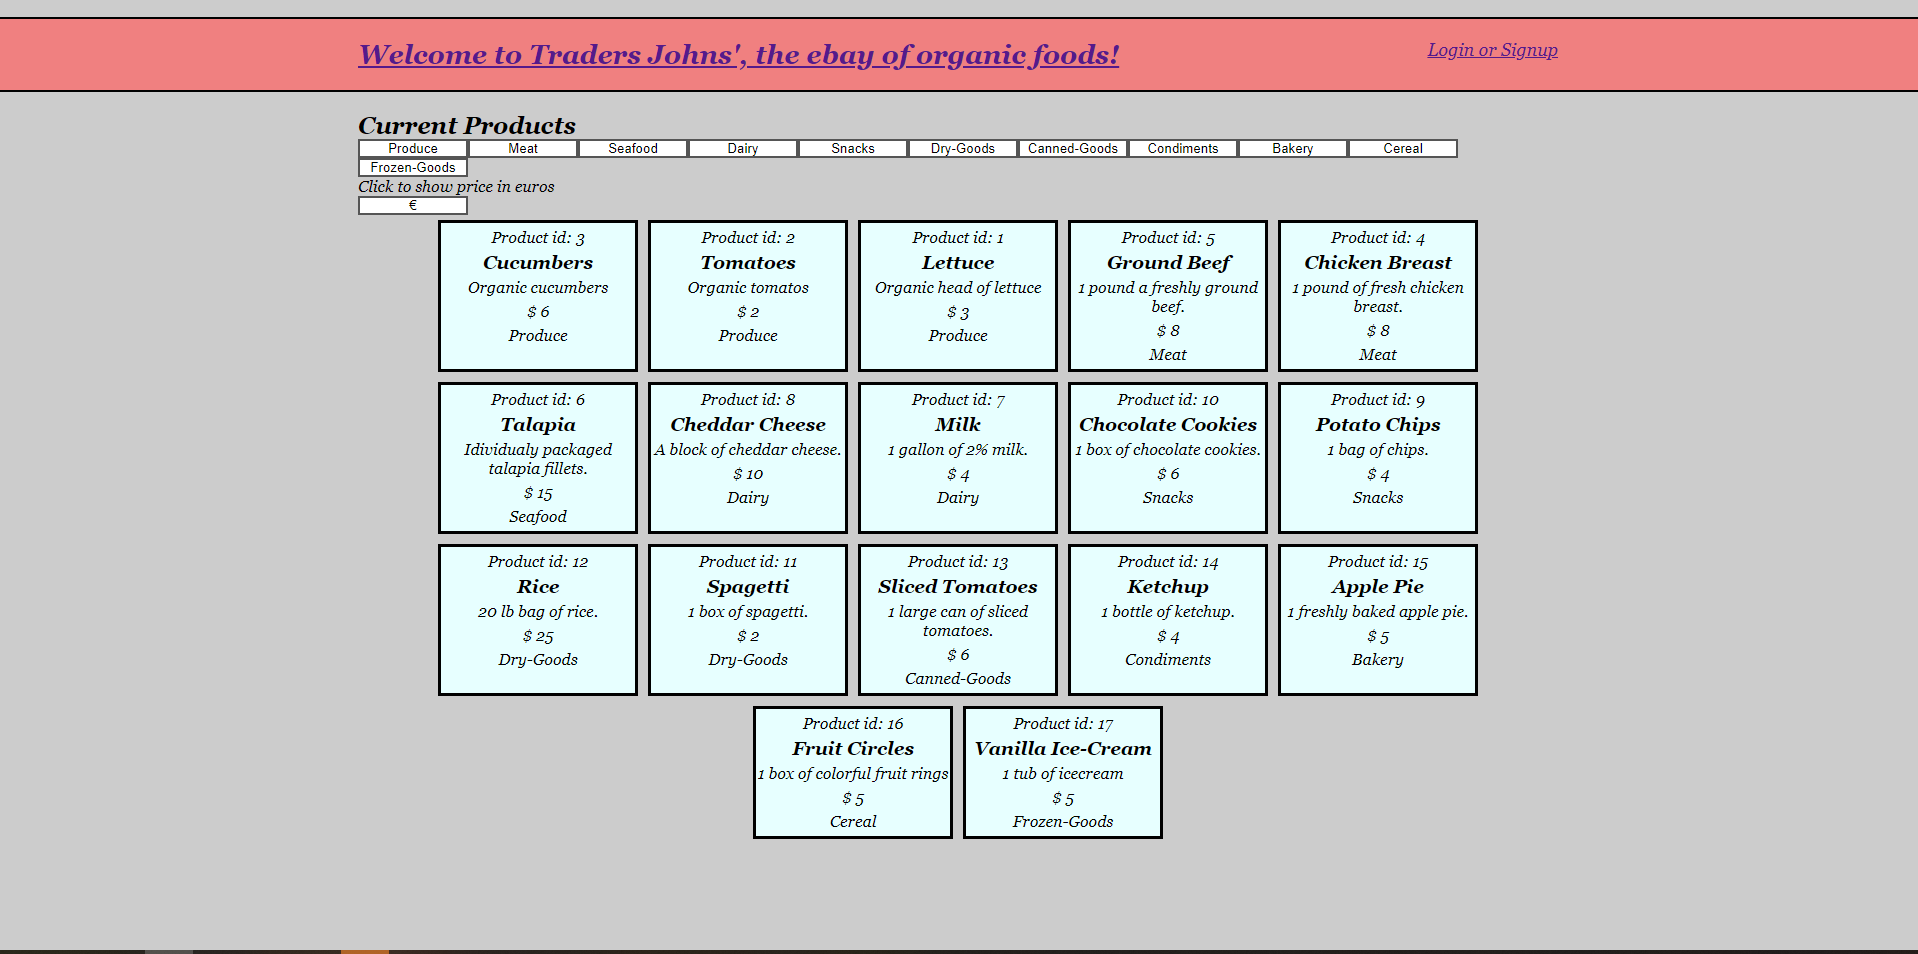 Welcome to Traders Johns', the ebay of organic foods!
Login or Signup
Current Products
Produce
Meat
Seafood
Dairy
Snacks
Dry-Goods
Canned-Goods
Condiments
Bakery
Cereal
Frozen-Goods
Click to show price in euros
€
Product id: 3
Cucumbers
Organic cucumbers
$ 6
Produce
Product id: 2
Tomatoes
Organic tomatos
$ 2
Produce
Product id: 1
Lettuce
Organic head of lettuce
$ 3
Produce
Product id: 5
Ground Beef
1 pound a freshly ground
beef.
$ 8
Meat
Product id: 4
Chicken Breast
1 pound of fresh chicken
breast.
$ 8
Meat
Product id: 6
Talapia
Idividualy packaged
talapia fillets.
$ 15
Seafood
Product id: 8
Cheddar Cheese
A block of cheddar cheese.
$ 10
Dairy
Product id: 7
Milk
1 gallon of 2% milk.
$ 4
Dairy
Product id: 10
Chocolate Cookies
1 box of chocolate cookies.
$ 6
Snacks
Product id: 9
Potato Chips
1 bag of chips.
$ 4
Snacks
Product id: 12
Rice
20 lb bag of rice.
$ 25
Dry-Goods
Product id: 11
Spagetti
1 box of spagetti.
$ 2
Dry-Goods
Product id: 13
Sliced Tomatoes
1 large can of sliced
tomatoes.
$ 6
Canned-Goods
Product id: 14
Ketchup
1 bottle of ketchup.
$ 4
Condiments
Product id: 15
Apple Pie
1 freshly baked apple pie.
$ 5
Bakery
Product id: 16
Fruit Circles
1 box of colorful fruit rings
$ 5
Cereal
Product id: 17
Vanilla Ice-Cream
1 tub of icecream
$ 5
Frozen-Goods